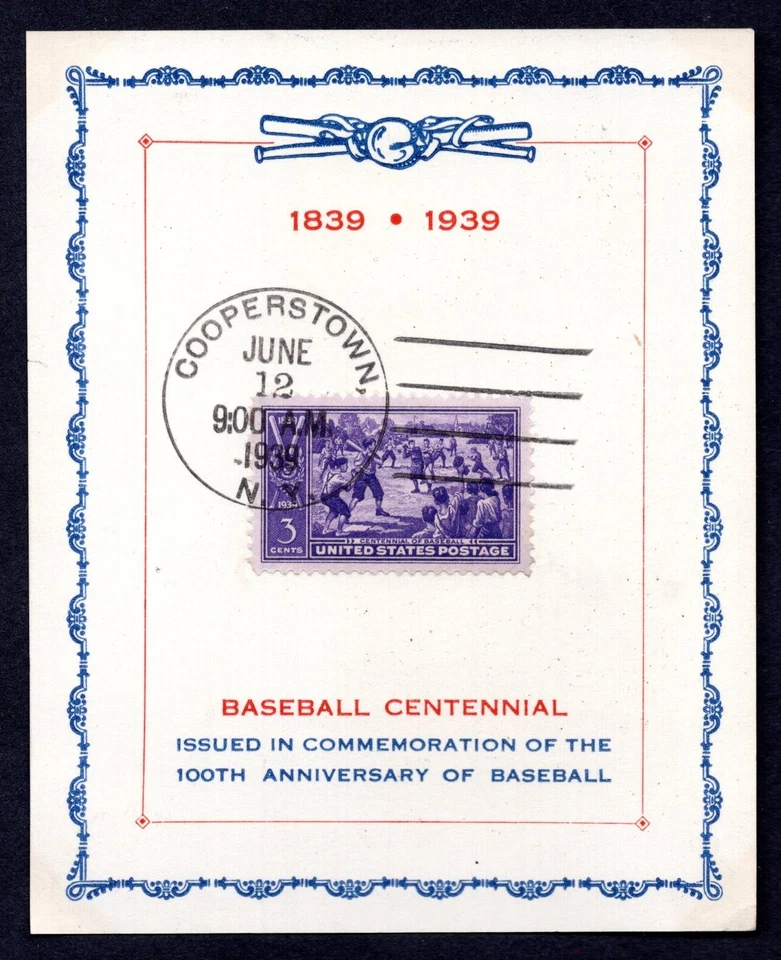 1839 • 1939
COOPERSTOWN,
JUNE
12
9:00 A.M.
1939
N.Y.
1939
3
CENTS
CENTENNIAL OF BASEBALL
UNITED STATES POSTAGE
BASEBALL CENTENNIAL
ISSUED IN COMMEMORATION OF THE
100TH ANNIVERSARY OF BASEBALL